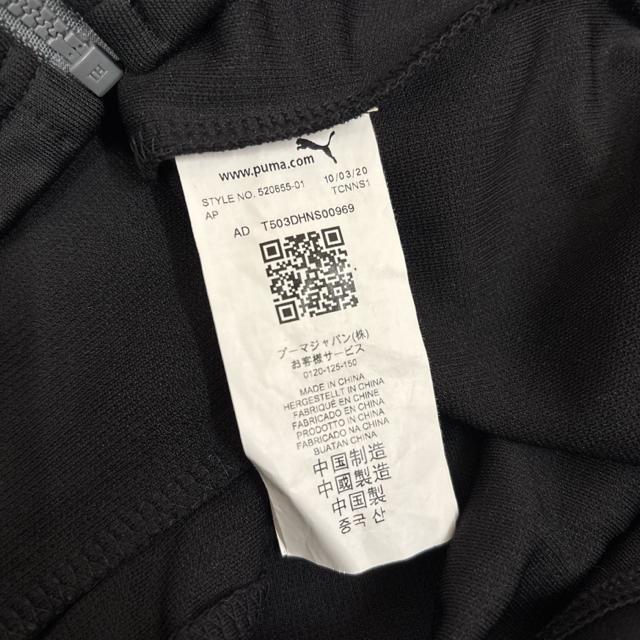 www.puma.com
STYLE NO. 520655-01 10/03/20
AP TCNNS1
AD T503DHNS00969
プーマジャパン(株)
お客様サービス
0120-125-150
MADE IN CHINA
HERGESTELLT IN CHINA
FABRIQUÉ EN CHINE
FABRICADO EN CHINA
PRODOTTO IN CHINA
FABRICADO NA CHINA
BUATAN CHINA
中国制造
中國製造
中国製
중국 산